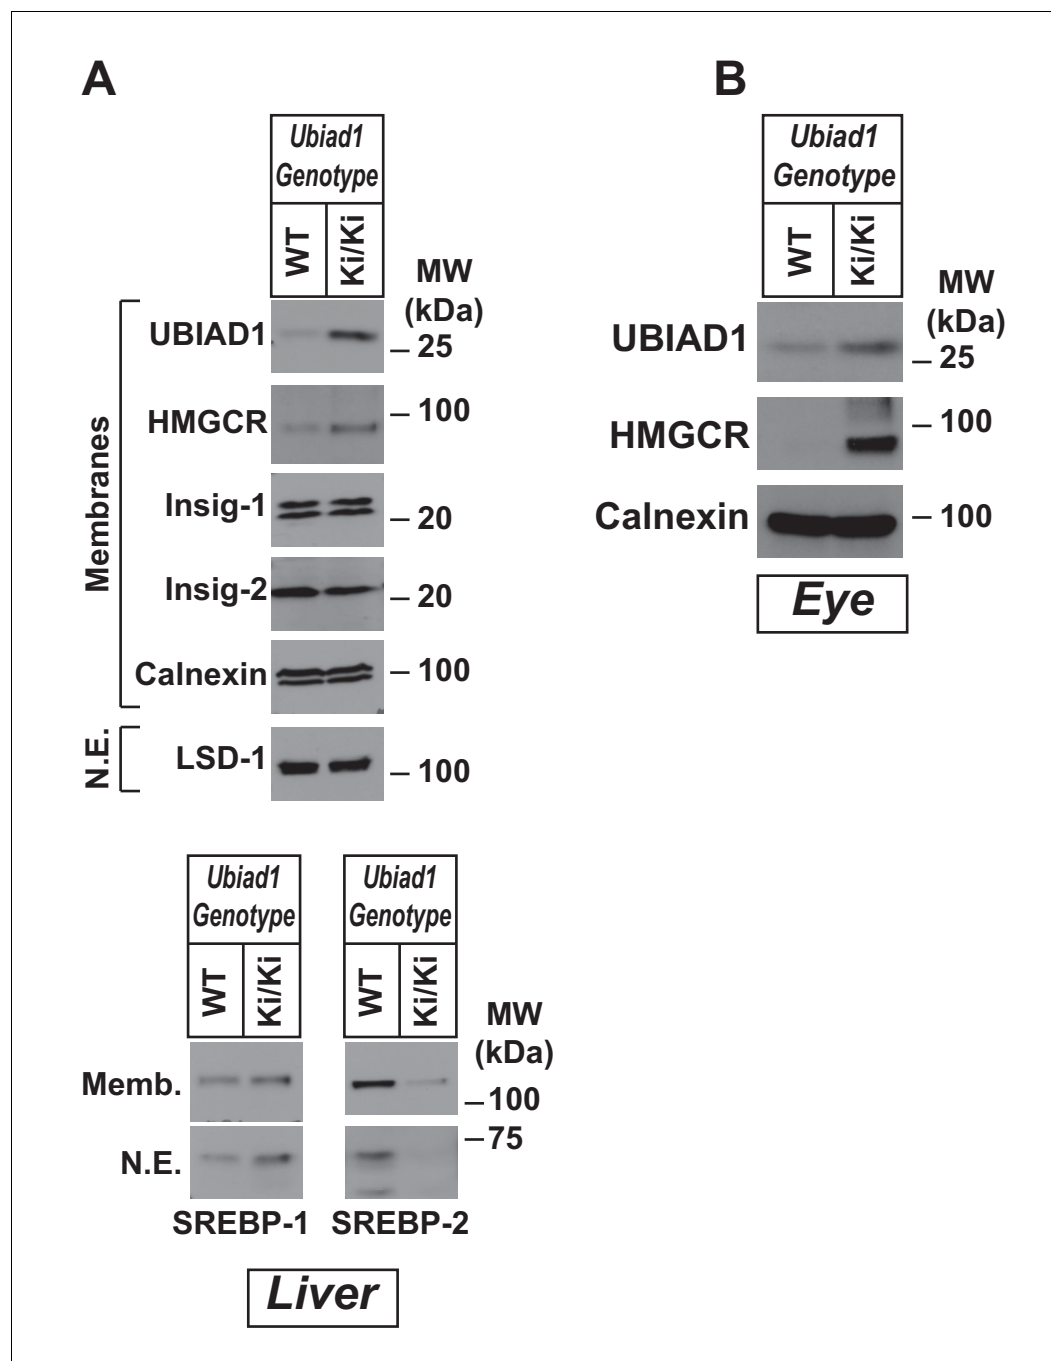 A
Ubiad1
Genotype
WT
Ki/Ki
MW
(kDa)
Membranes
UBIAD1
– 25
HMGCR
– 100
Insig-1
– 20
Insig-2
– 20
Calnexin
– 100
N.E.
LSD-1
– 100
Ubiad1
Genotype
WT
Ki/Ki
Ubiad1
Genotype
WT
Ki/Ki
MW
(kDa)
Memb.
–100
–75
N.E.
SREBP-1
SREBP-2
Liver
B
Ubiad1
Genotype
WT
Ki/Ki
MW
(kDa)
UBIAD1
– 25
HMGCR
– 100
Calnexin
– 100
Eye